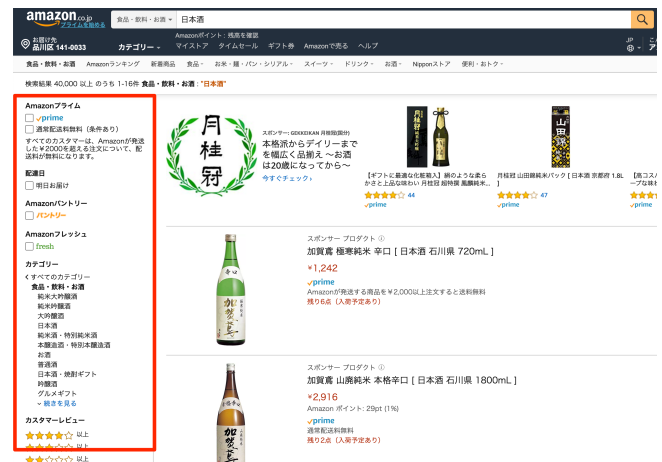 amazon.co.jp
プライムを始める
食品・飲料・お酒
日本酒
お届け先
品川区 141-0033
カテゴリー
Amazonポイント：残高を確認
マイストア タイムセール ギフト券 Amazonで売る ヘルプ
JP
食品・飲料・お酒 Amazonランキング 新着商品 食品 お米・麺・パン・シリアル スイーツ ドリンク お酒 Nipponストア 便利・おトク
検索結果 40,000 以上 のうち 1-16件 食品・飲料・お酒 : "日本酒"
Amazonプライム
prime
通常配送料無料（条件あり）
すべてのカスタマーは、Amazonが発送
した￥2000を超える注文について、配
送料が無料になります。
配達日
明日お届け
Amazonパントリー
パントリー
Amazonフレッシュ
fresh
カテゴリー
‹ すべてのカテゴリー
食品・飲料・お酒
純米大吟醸酒
純米吟醸酒
大吟醸酒
日本酒
純米酒・特別純米酒
本醸造酒・特別本醸造酒
お酒
普通酒
日本酒・焼酎ギフト
吟醸酒
グルメギフト
続きを見る
カスタマーレビュー
以上
以上
以上
月桂冠
スポンサー: GEKKEIKAN 月桂冠(国分)
本格派からデイリーまで
を幅広く品揃え 〜お酒
は20歳になってから〜
今すぐチェック›
【ギフトに最適な化粧箱入】絹のような柔ら
かさと上品な味わい 月桂冠 超特撰 鳳麟純米...
44
prime
山田錦
月桂冠 山田錦純米パック [ 日本酒 京都府 1.8L
]
47
prime
prime
スポンサー プロダクト
加賀鳶 極寒純米 辛口 [ 日本酒 石川県 720mL ]
￥1,242
prime
Amazonが発送する商品を￥2,000以上注文すると送料無料
残り6点（入荷予定あり）
辛口
加賀鳶
スポンサー プロダクト
加賀鳶 山廃純米 本格辛口 [ 日本酒 石川県 1800mL ]
￥2,916
Amazon ポイント: 29pt (1%)
prime
通常配送料無料
残り2点（入荷予定あり）
加賀鳶